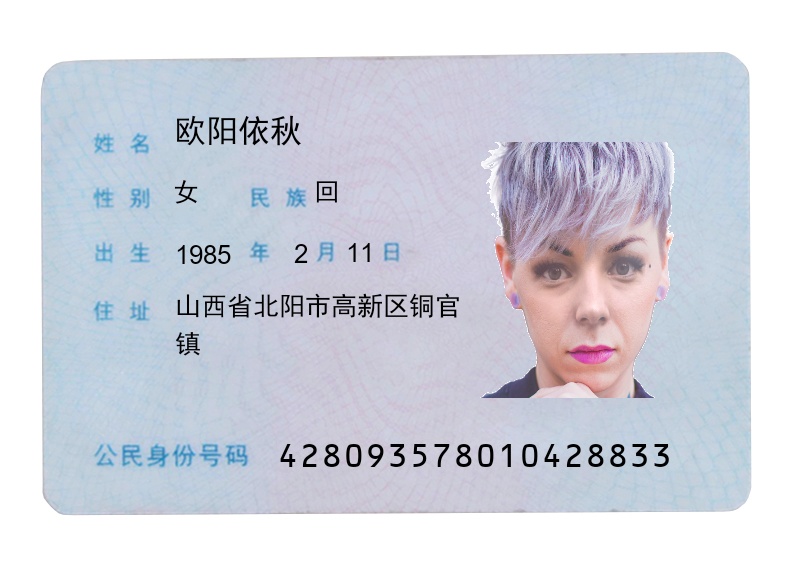 姓名 欧阳依秋
性别 女 民族 回
出生 1985 年 2 月 11 日
住址 山西省北阳市高新区铜官
镇
公民身份号码 428093578010428833